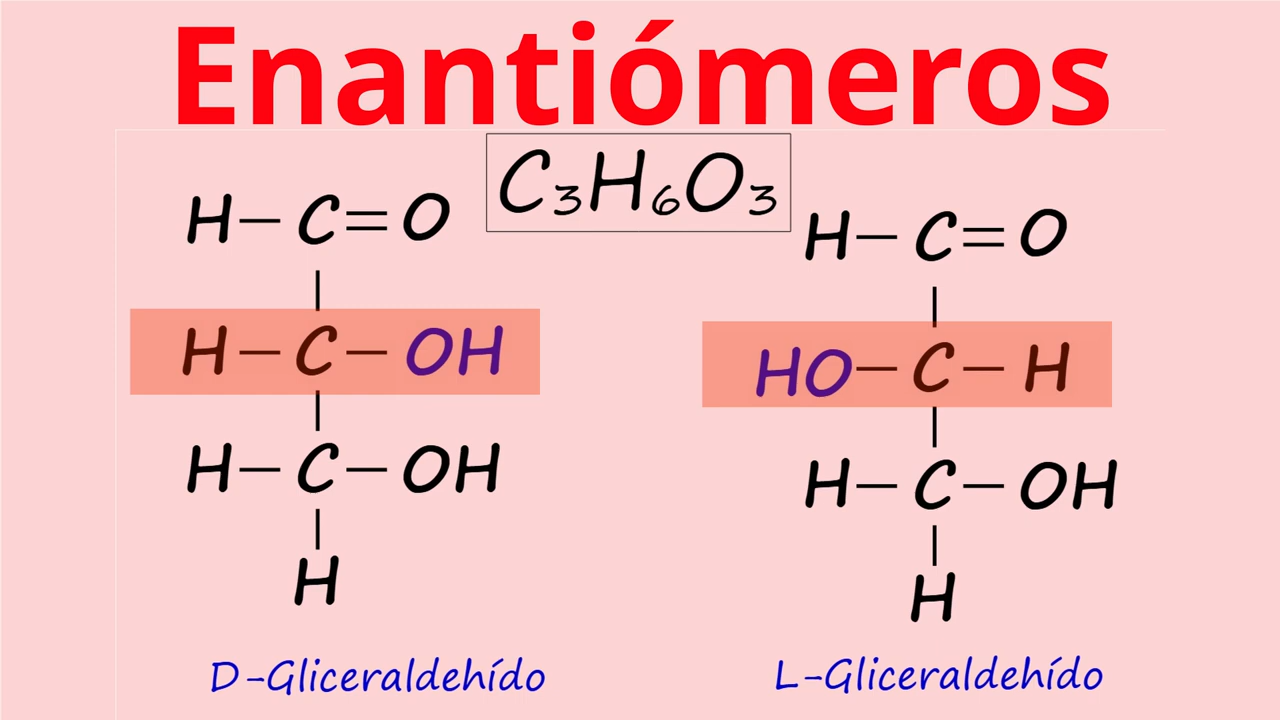 Enantiómeros
C₃H₆O₃
H–C=O
H–C–OH
H–C–OH
H
D-Gliceraldehído
H–C=O
HO–C–H
H–C–OH
H
L-Gliceraldehído